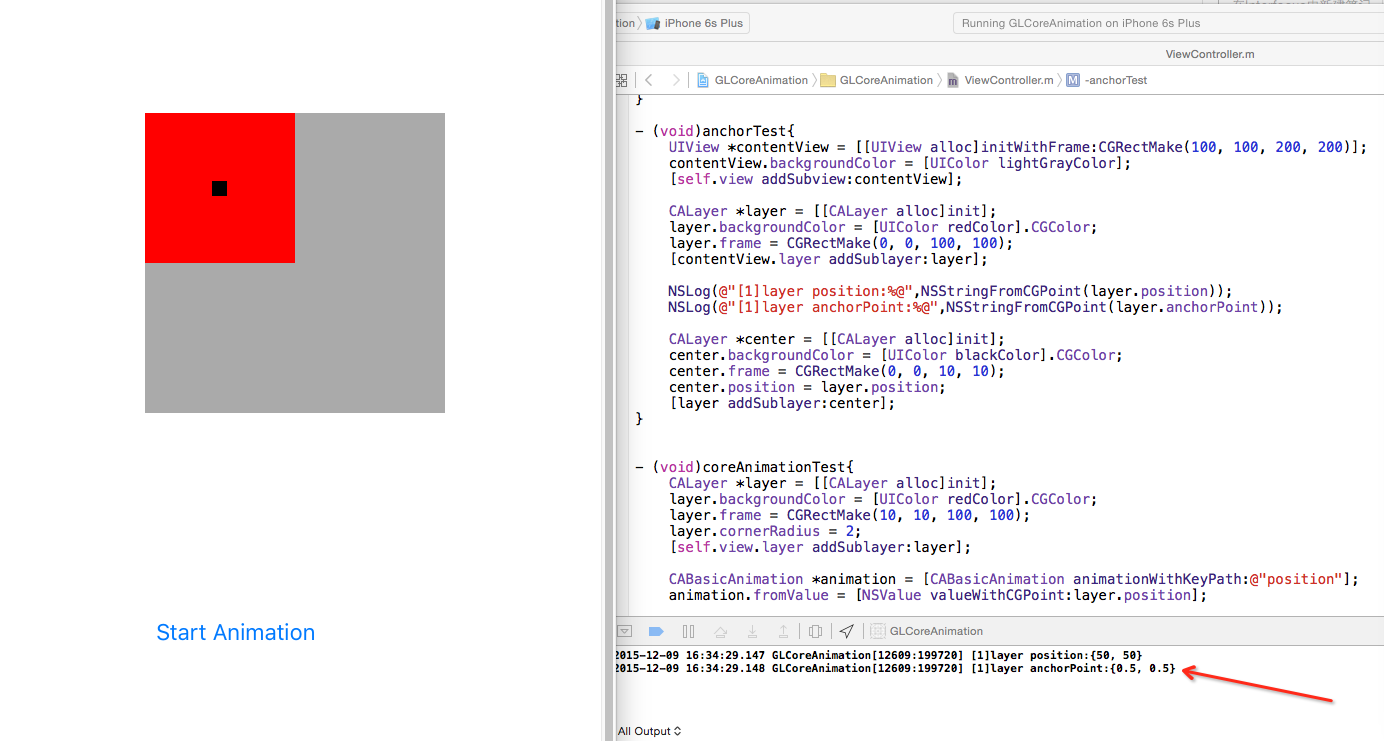 Start Animation
tion iPhone 6s Plus Running GLCoreAnimation on iPhone 6s Plus
ViewController.m
GLCoreAnimation GLCoreAnimation m ViewController.m M -anchorTest
}
- (void)anchorTest{
UIView *contentView = [[UIView alloc]initWithFrame:CGRectMake(100, 100, 200, 200)];
contentView.backgroundColor = [UIColor lightGrayColor];
[self.view addSubview:contentView];
CALayer *layer = [[CALayer alloc]init];
layer.backgroundColor = [UIColor redColor].CGColor;
layer.frame = CGRectMake(0, 0, 100, 100);
[contentView.layer addSublayer:layer];
NSLog(@"[1]layer position:%@",NSStringFromCGPoint(layer.position));
NSLog(@"[1]layer anchorPoint:%@",NSStringFromCGPoint(layer.anchorPoint));
CALayer *center = [[CALayer alloc]init];
center.backgroundColor = [UIColor blackColor].CGColor;
center.frame = CGRectMake(0, 0, 10, 10);
center.position = layer.position;
[layer addSublayer:center];
}
- (void)coreAnimationTest{
CALayer *layer = [[CALayer alloc]init];
layer.backgroundColor = [UIColor redColor].CGColor;
layer.frame = CGRectMake(10, 10, 100, 100);
layer.cornerRadius = 2;
[self.view.layer addSublayer:layer];
CABasicAnimation *animation = [CABasicAnimation animationWithKeyPath:@"position"];
animation.fromValue = [NSValue valueWithCGPoint:layer.position];
GLCoreAnimation
2015-12-09 16:34:29.147 GLCoreAnimation[12609:199720] [1]layer position:{50, 50}
2015-12-09 16:34:29.148 GLCoreAnimation[12609:199720] [1]layer anchorPoint:{0.5, 0.5}
All Output